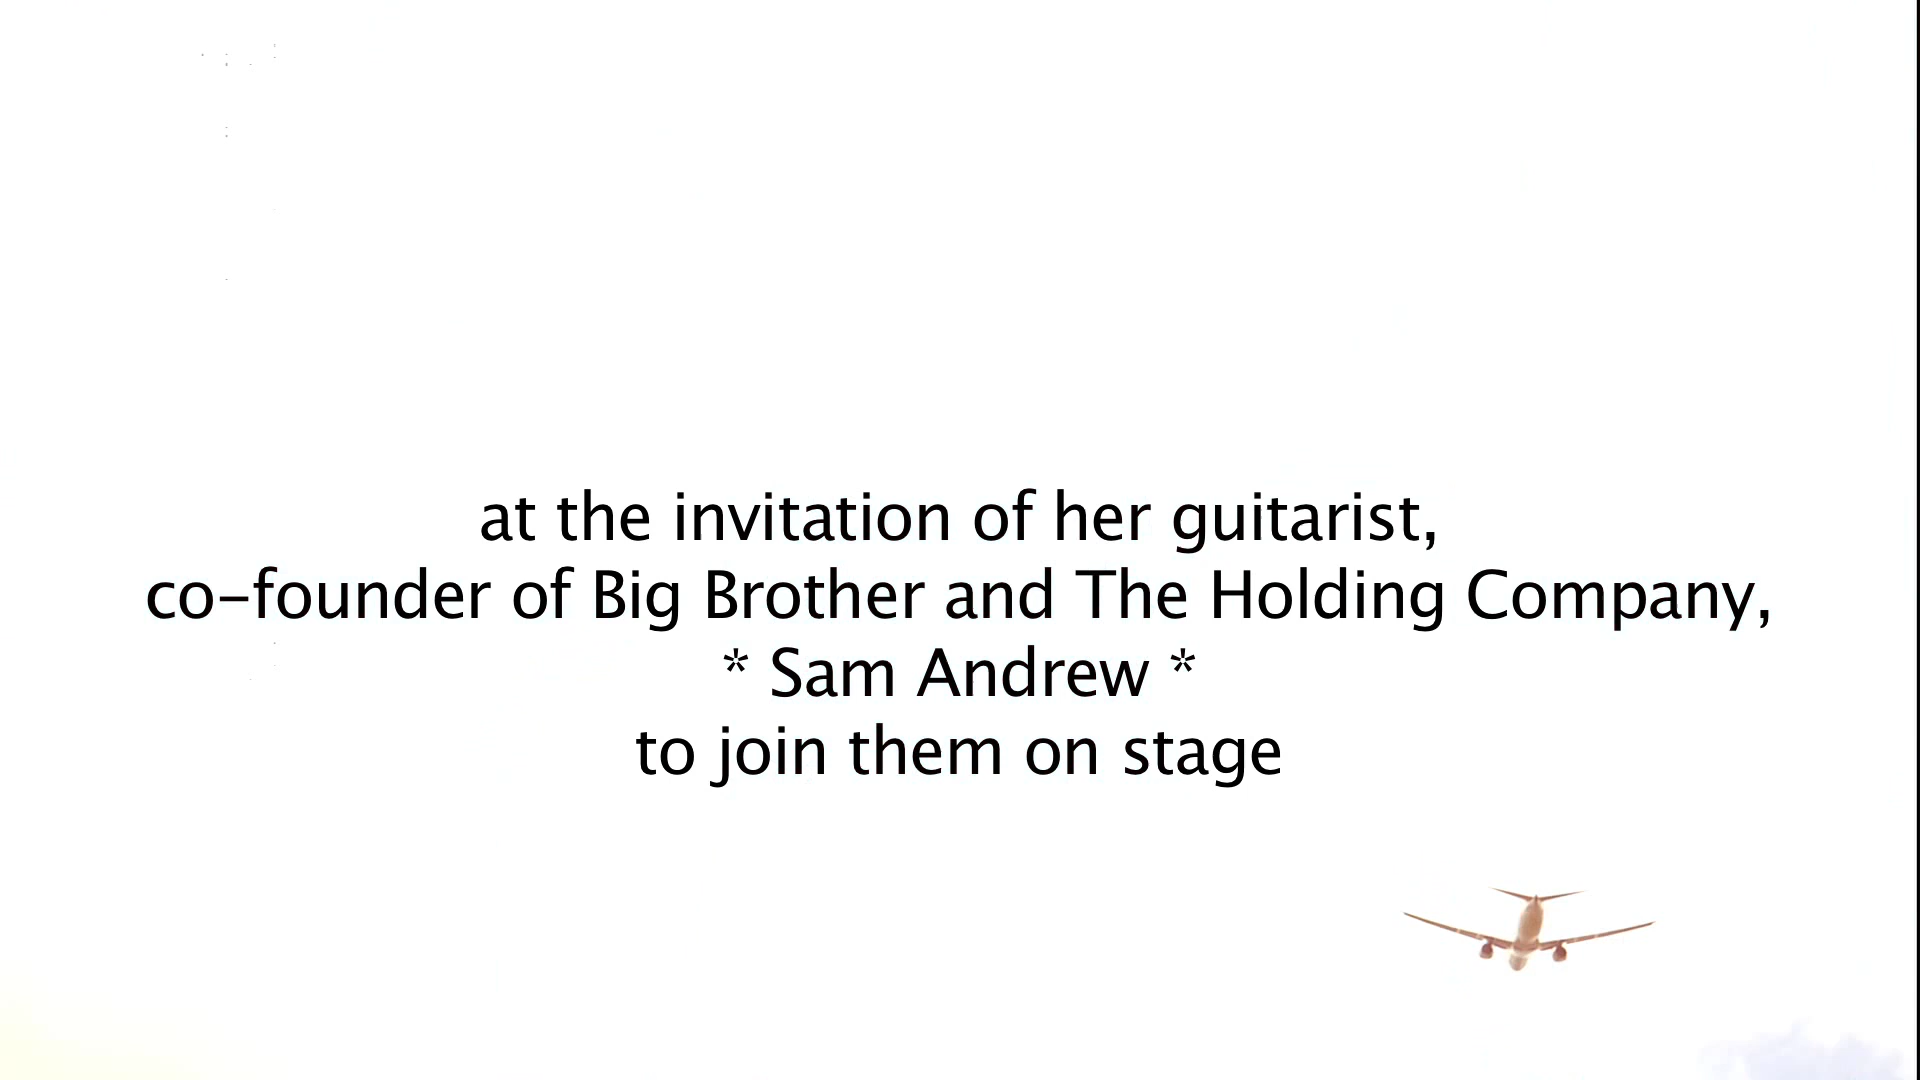 at the invitation of her guitarist,
co-founder of Big Brother and The Holding Company,
* Sam Andrew *
to join them on stage